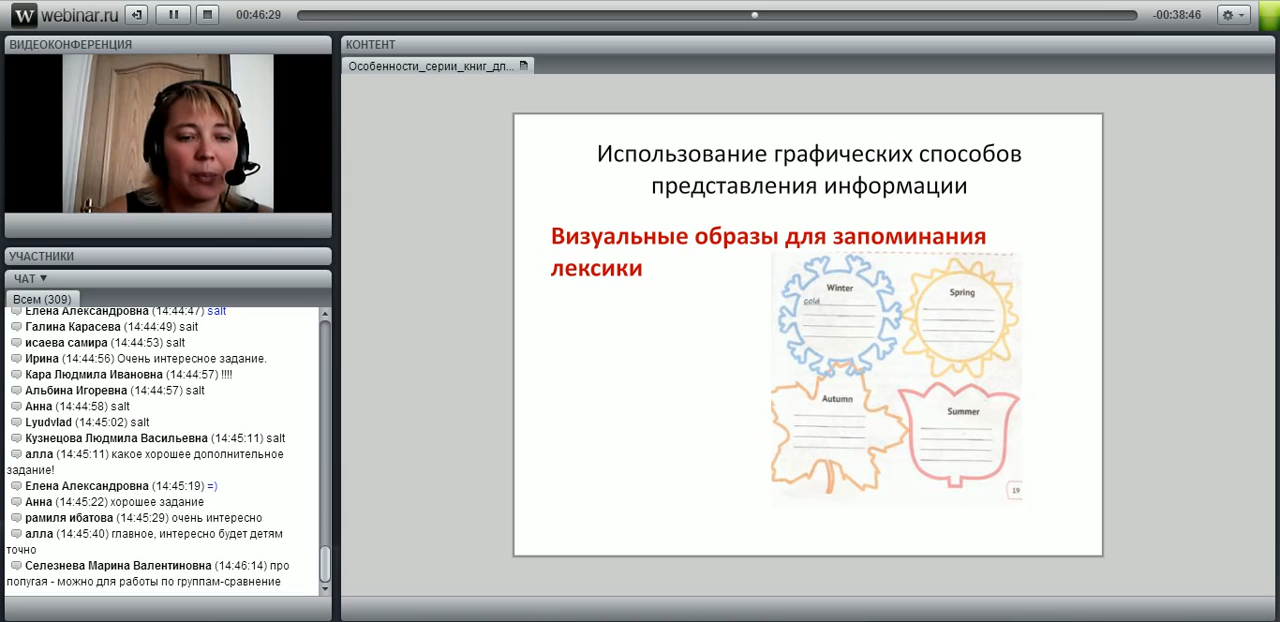 W webinar.ru
00:46:29
-00:38:46
ВИДЕОКОНФЕРЕНЦИЯ
УЧАСТНИКИ
ЧАТ
Всем (309)
Елена Александровна (14:44:47) salt
Галина Карасева (14:44:49) salt
исаева самира (14:44:53) salt
Ирина (14:44:56) Очень интересное задание.
Кара Людмила Ивановна (14:44:57) !!!!
Альбина Игоревна (14:44:57) salt
Анна (14:44:58) salt
Lyudvlad (14:45:02) salt
Кузнецова Людмила Васильевна (14:45:11) salt
алла (14:45:11) какое хорошее дополнительное
задание!
Елена Александровна (14:45:19) =)
Анна (14:45:22) хорошее задание
рамиля ибатова (14:45:29) очень интересно
алла (14:45:40) главное, интересно будет детям
точно
Селезнева Марина Валентиновна (14:46:14) про
попугая - можно для работы по группам-сравнение
КОНТЕНТ
Особенности_серии_книг_дл...
Использование графических способов
представления информации
Визуальные образы для запоминания
лексики
Winter
cold
Spring
Autumn
Summer
19